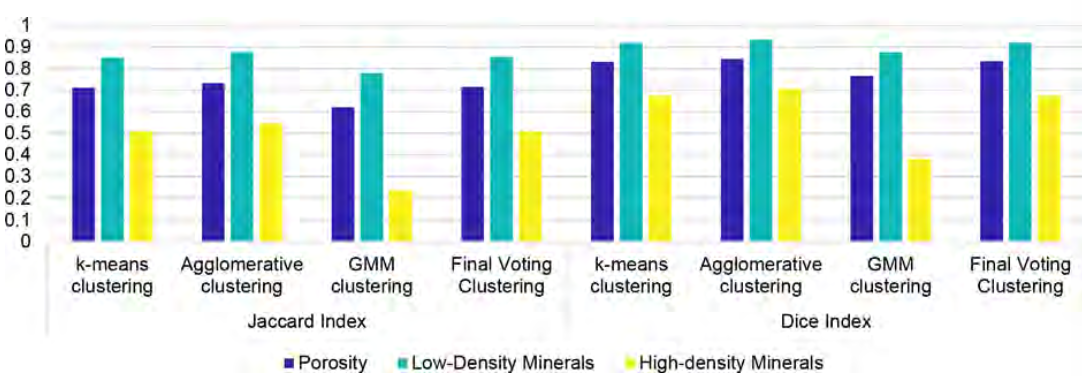 1
0.9
0.8
0.7
0.6
0.5
0.4
0.3
0.2
0.1
0
k-means Agglomerative GMM Final Voting k-means Agglomerative GMM Final Voting
clustering clustering clustering Clustering clustering clustering clustering Clustering
Jaccard Index Dice Index
Porosity Low-Density Minerals High-density Minerals